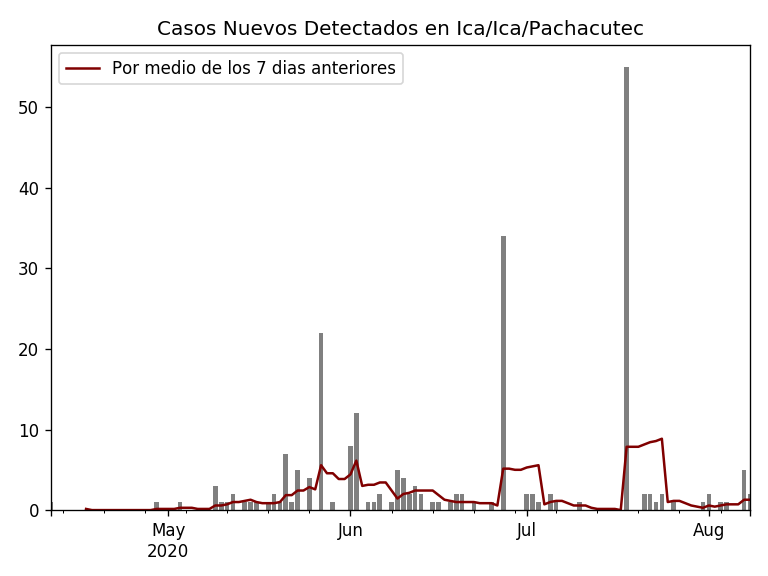 Casos Nuevos Detectados en Ica/Ica/Pachacutec
Por medio de los 7 dias anteriores
50
40
30
20
10
0
May Jun Jul Aug
2020